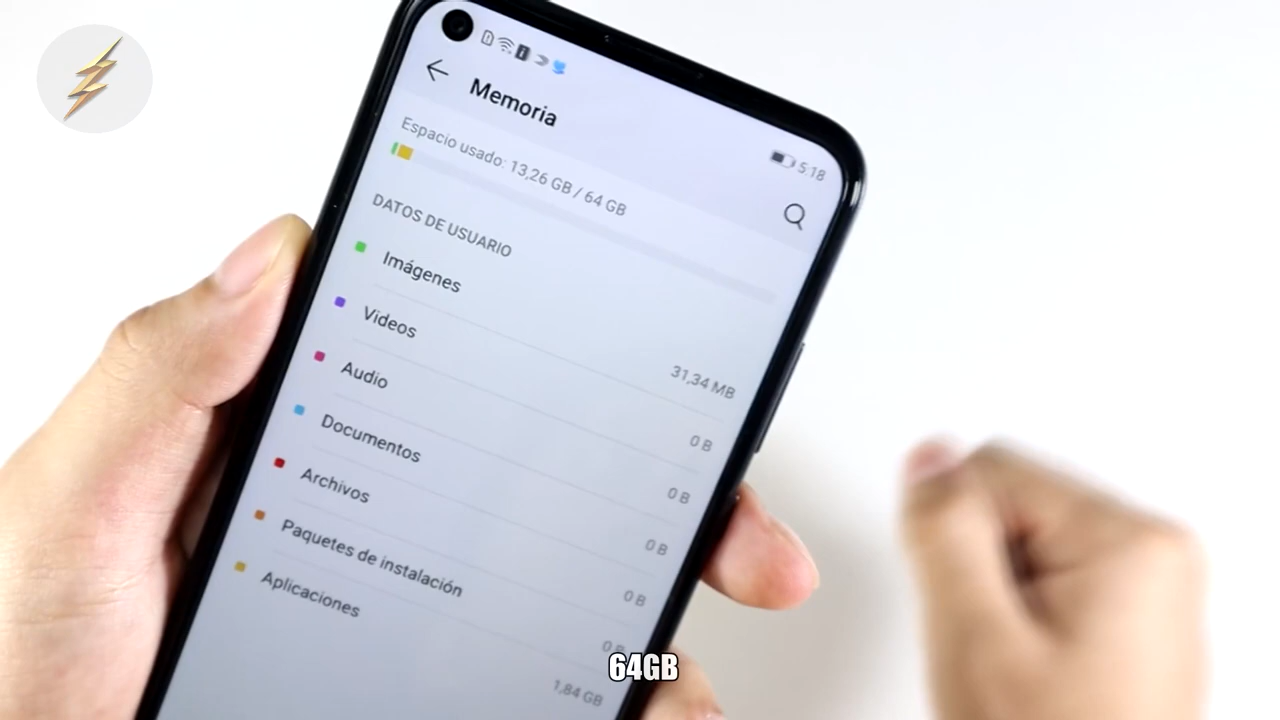 5:18
Memoria
Espacio usado: 13,26 GB / 64 GB
DATOS DE USUARIO
Imágenes 31,34 MB
Videos 0 B
Audio 0 B
Documentos 0 B
Archivos 0 B
Paquetes de instalación 0 B
Aplicaciones 1,84 GB
64GB